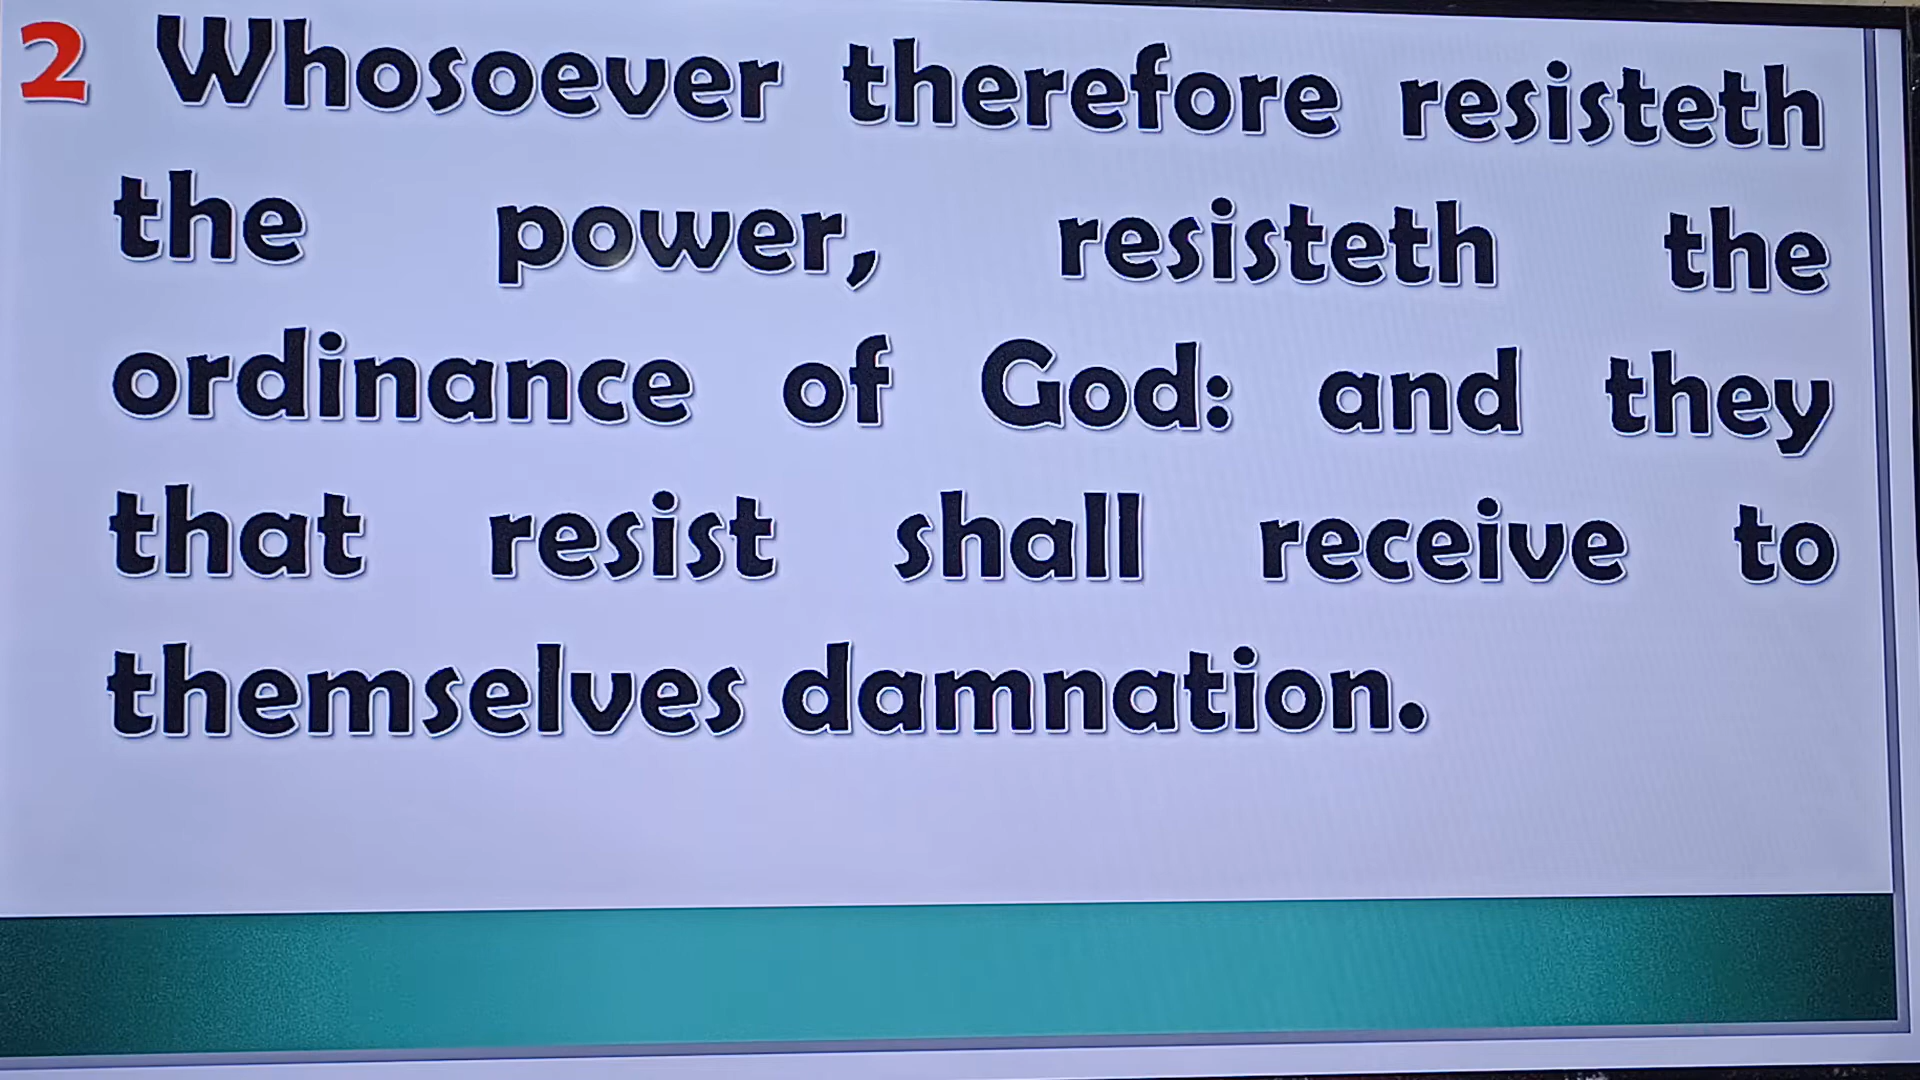 2 Whosoever therefore resisteth
the power, resisteth the
ordinance of God: and they
that resist shall receive to
themselves damnation.